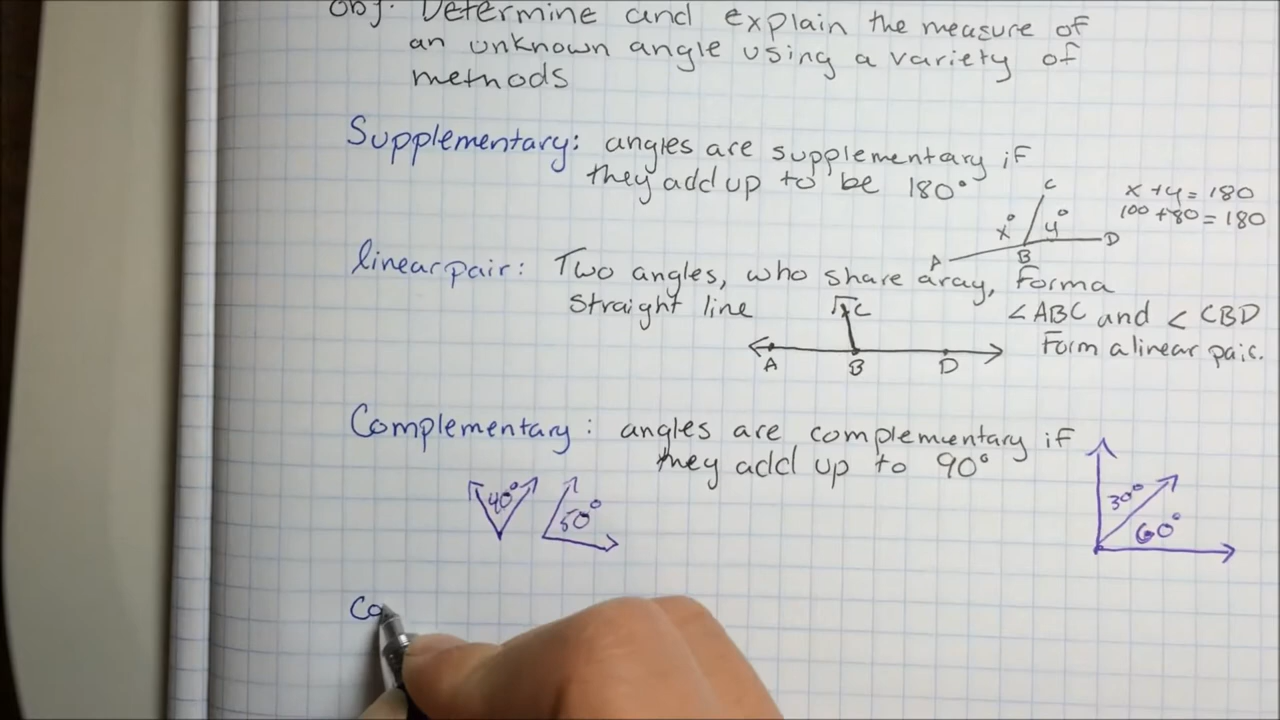 Obj: Determine and explain the measure of
an unknown angle using a variety of
methods
Supplementary: angles are supplementary if
they add up to be 180°
C
x + y = 180
100 + 80 = 180
x° y°
A B D
linear pair: Two angles, who share a ray, form a
straight line
C
∠ABC and ∠CBD
Form a linear pair.
A B D
Complementary: angles are complementary if
they add up to 90°
40° 50°
30°
60°
Co